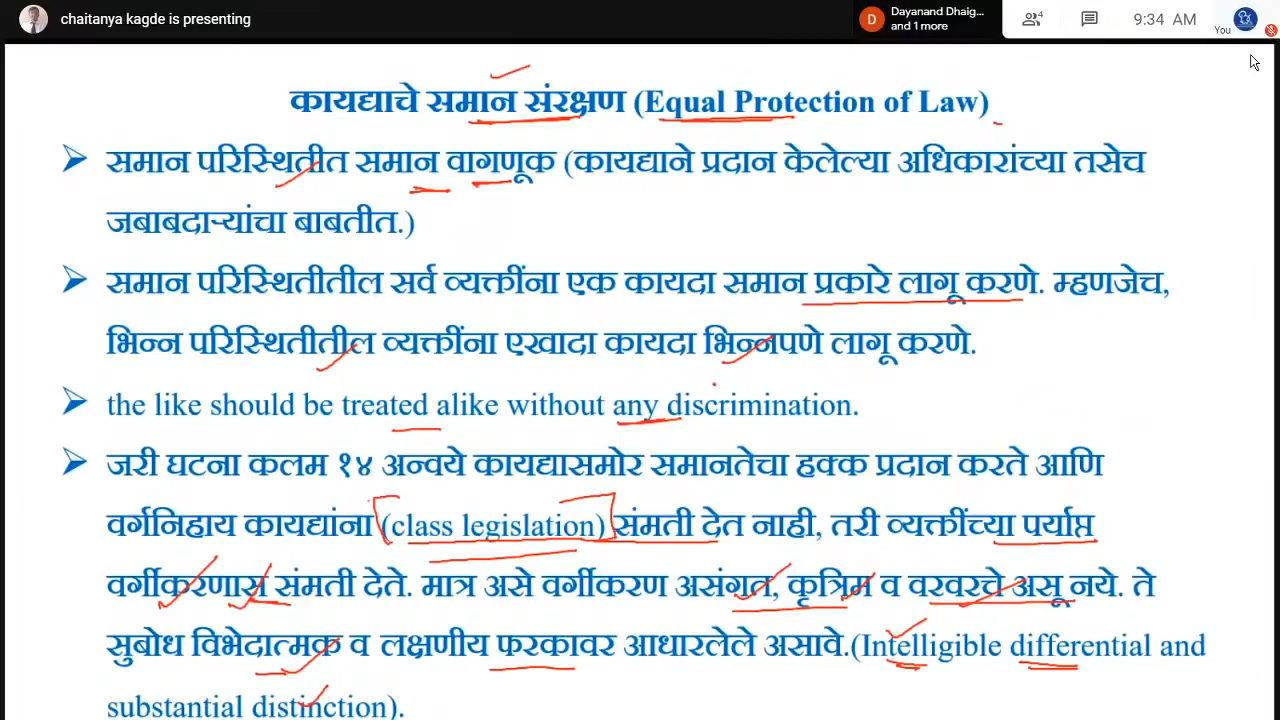 chaitanya kagde is presenting
Dayanand Dhaig...
and 1 more
D
4
9:34 AM
You
कायद्याचे समान संरक्षण (Equal Protection of Law)
समान परिस्थितीत समान वागणूक (कायद्याने प्रदान केलेल्या अधिकारांच्या तसेच
जबाबदाऱ्यांचा बाबतीत.)
समान परिस्थितीतील सर्व व्यक्तींना एक कायदा समान प्रकारे लागू करणे. म्हणजेच,
भिन्न परिस्थितीतील व्यक्तींना एखादा कायदा भिन्नपणे लागू करणे.
the like should be treated alike without any discrimination.
जरी घटना कलम १४ अन्वये कायद्यासमोर समानतेचा हक्क प्रदान करते आणि
वर्गनिहाय कायद्यांना (class legislation) संमती देत नाही, तरी व्यक्तींच्या पर्याप्त
वर्गीकरणास संमती देते. मात्र असे वर्गीकरण असंगत, कृत्रिम व वरवरचे असू नये. ते
सुबोध विभेदात्मक व लक्षणीय फरकावर आधारलेले असावे.(Intelligible differential and
substantial distinction).